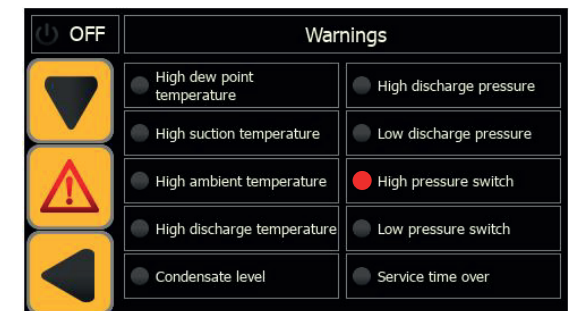 OFF
Warnings
High dew point
temperature
High discharge pressure
High suction temperature
Low discharge pressure
High ambient temperature
High pressure switch
High discharge temperature
Low pressure switch
Condensate level
Service time over